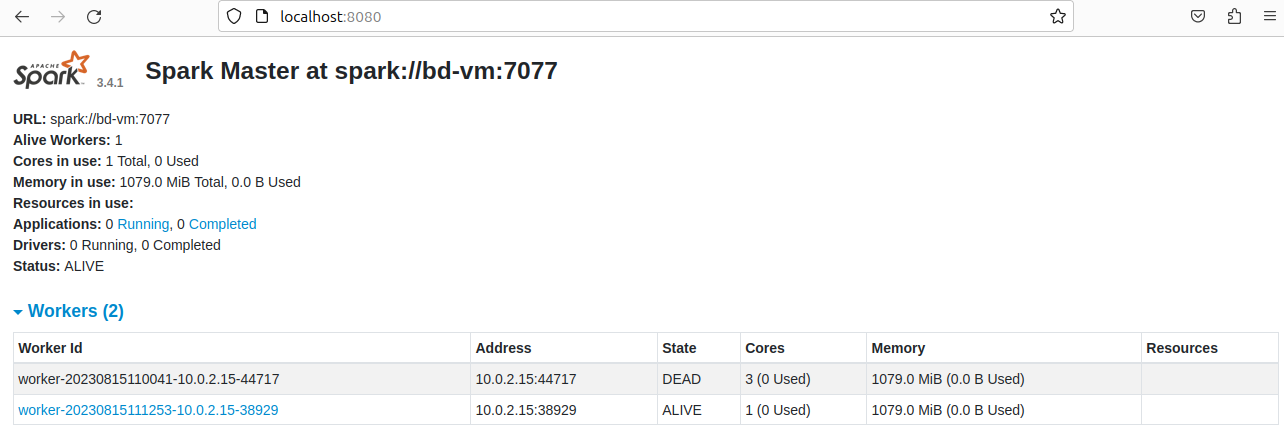 localhost:8080
APACHE
Spark 3.4.1 Spark Master at spark://bd-vm:7077
URL: spark://bd-vm:7077
Alive Workers: 1
Cores in use: 1 Total, 0 Used
Memory in use: 1079.0 MiB Total, 0.0 B Used
Resources in use:
Applications: 0 Running, 0 Completed
Drivers: 0 Running, 0 Completed
Status: ALIVE
Workers (2)
Worker Id Address State Cores Memory Resources
worker-20230815110041-10.0.2.15-44717 10.0.2.15:44717 DEAD 3 (0 Used) 1079.0 MiB (0.0 B Used)
worker-20230815111253-10.0.2.15-38929 10.0.2.15:38929 ALIVE 1 (0 Used) 1079.0 MiB (0.0 B Used)